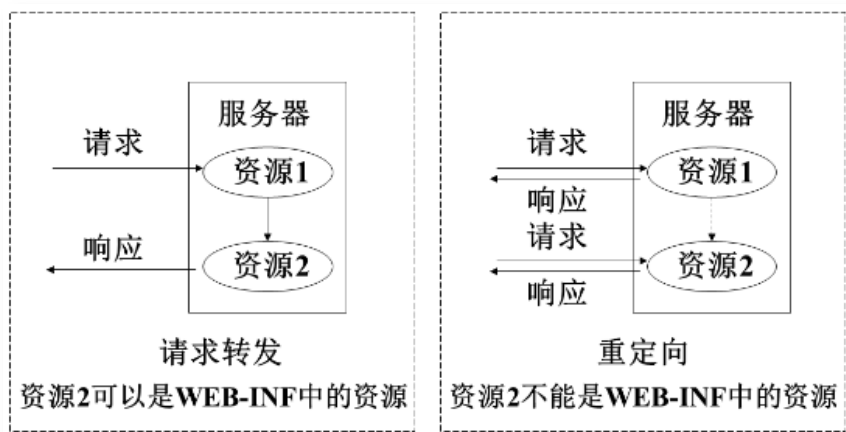 服务器
请求
资源1
响应
资源2
请求转发
资源2可以是WEB-INF中的资源
服务器
请求
资源1
响应
请求
资源2
响应
重定向
资源2不能是WEB-INF中的资源